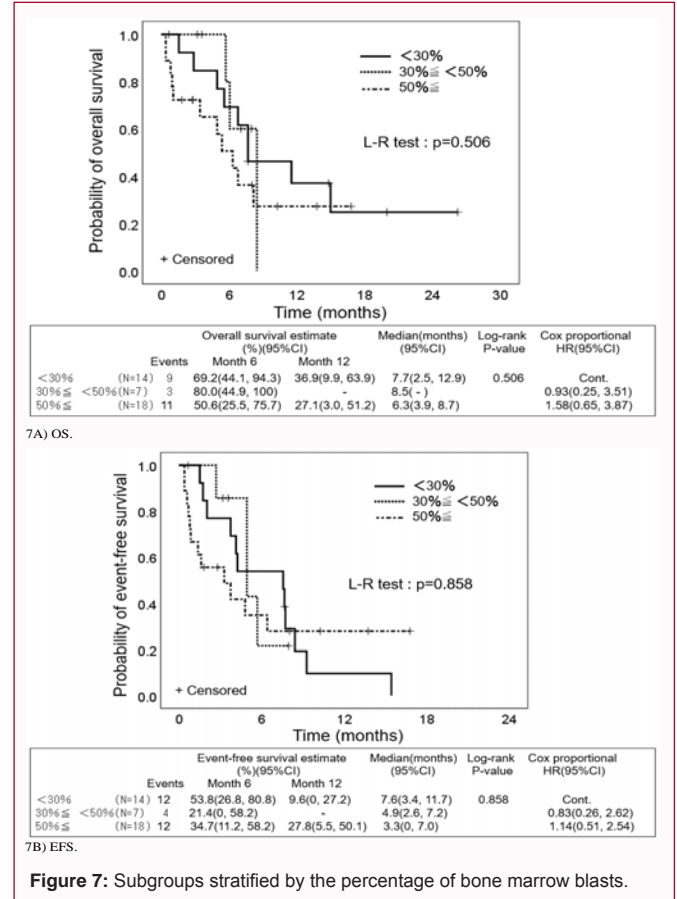 Probability of overall survival
1.0
0.8
0.6
0.4
0.2
0.0
<30%
30%≦ <50%
50%≦
L-R test : p=0.506
+ Censored
0 6 12 18 24 30
Time (months)
Overall survival estimate Median(months) Log-rank Cox proportional
(%)(95%CI) (95%CI) P-value HR(95%CI)
Events Month 6 Month 12
<30% (N=14) 9 69.2(44.1, 94.3) 36.9(9.9, 63.9) 7.7(2.5, 12.9) 0.506 Cont.
30%≦ <50%(N=7) 3 80.0(44.9, 100) - 8.5( - ) 0.93(0.25, 3.51)
50%≦ (N=18) 11 50.6(25.5, 75.7) 27.1(3.0, 51.2) 6.3(3.9, 8.7) 1.58(0.65, 3.87)
7A) OS.
Probability of event-free survival
1.0
0.8
0.6
0.4
0.2
0.0
<30%
30%≦ <50%
50%≦
L-R test : p=0.858
+ Censored
0 6 12 18 24
Time (months)
Event-free survival estimate Median(months) Log-rank Cox proportional
(%)(95%CI) (95%CI) P-value HR(95%CI)
Events Month 6 Month 12
<30% (N=14) 12 53.8(26.8, 80.8) 9.6(0, 27.2) 7.6(3.4, 11.7) 0.858 Cont.
30%≦ <50%(N=7) 4 21.4(0, 58.2) - 4.9(2.6, 7.2) 0.83(0.26, 2.62)
50%≦ (N=18) 12 34.7(11.2, 58.2) 27.8(5.5, 50.1) 3.3(0, 7.0) 1.14(0.51, 2.54)
7B) EFS.
Figure 7: Subgroups stratified by the percentage of bone marrow blasts.